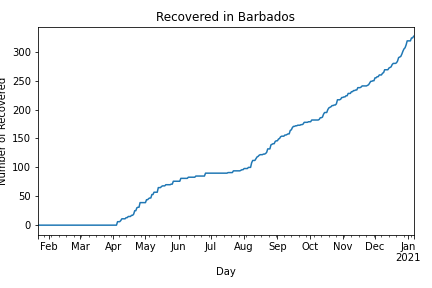 Recovered in Barbados
Number of Recovered
300
250
200
150
100
50
0
Feb Mar Apr May Jun Jul Aug Sep Oct Nov Dec Jan
2021
Day